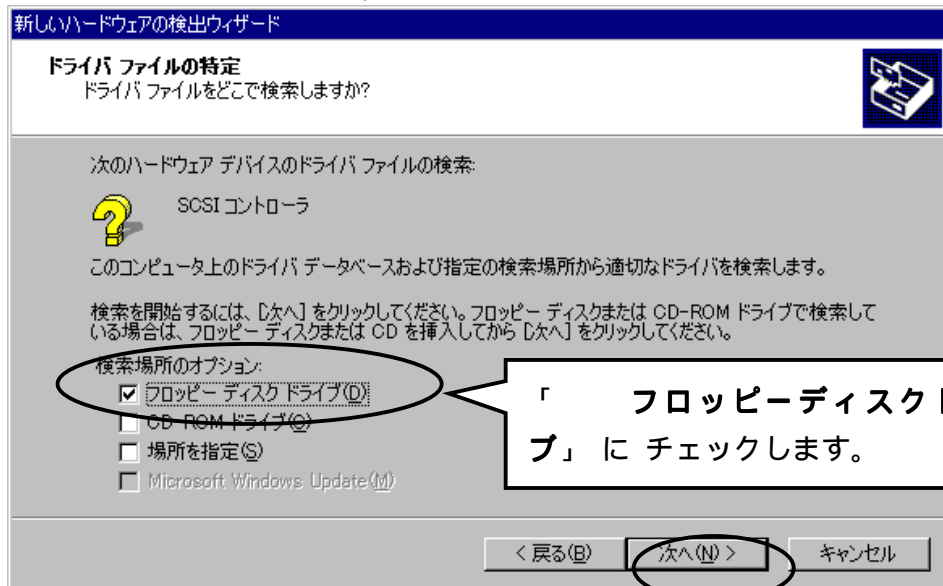 新しいハードウェアの検出ウィザード
ドライバ ファイルの特定
ドライバ ファイルをどこで検索しますか?
次のハードウェア デバイスのドライバ ファイルの検索:
SCSI コントローラ
このコンピュータ上のドライバ データベースおよび指定の検索場所から適切なドライバを検索します。
検索を開始するには、[次へ] をクリックしてください。フロッピー ディスクまたは CD-ROM ドライブで検索して
いる場合は、フロッピー ディスクまたは CD を挿入してから [次へ] をクリックしてください。
検索場所のオプション:
フロッピー ディスク ドライブ(D)
CD-ROM ドライブ(C)
場所を指定(S)
Microsoft Windows Update(M)
「 フロッピーディスク
ブ」 に チェックします。
< 戻る(B) 次へ(N) > キャンセル